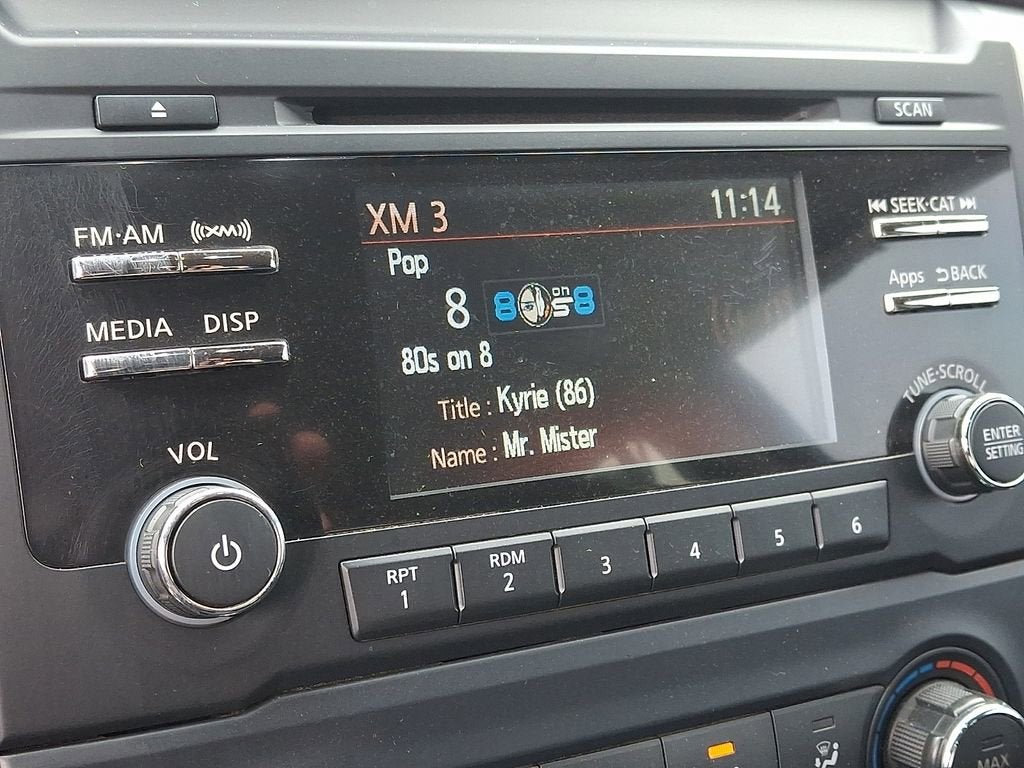 SCAN
FM·AM ((XM))
MEDIA DISP
VOL
XM 3 11:14
Pop
8 80s on 8
80s on 8
Title : Kyrie (86)
Name : Mr. Mister
SEEK·CAT
Apps BACK
TUNE·SCROLL
ENTER
SETTING
RPT
1
RDM
2
3
4
5
6
MAX